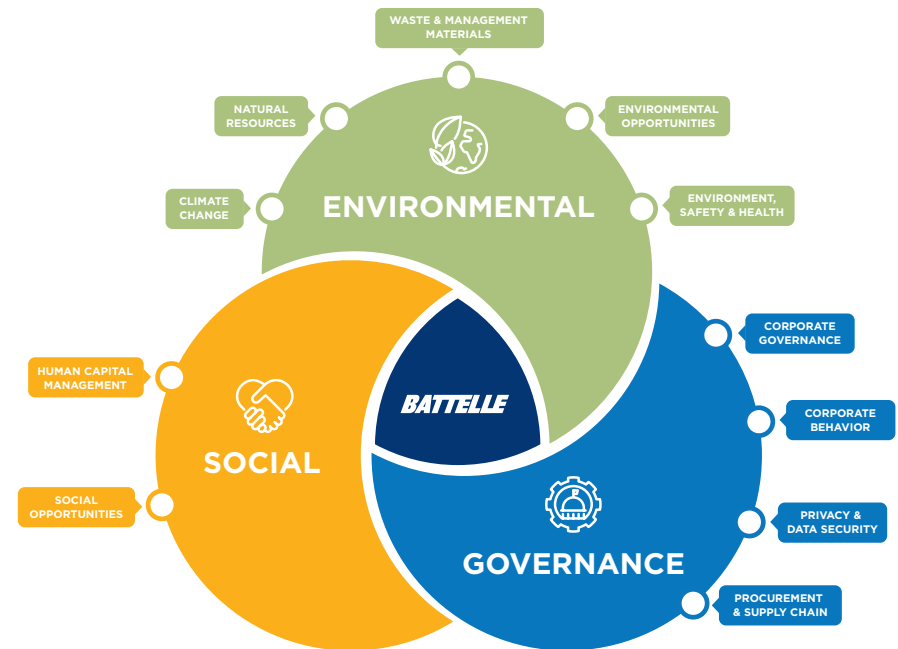 WASTE & MANAGEMENT
MATERIALS
NATURAL
RESOURCES
ENVIRONMENTAL
OPPORTUNITIES
CLIMATE
CHANGE
ENVIRONMENTAL
ENVIRONMENT,
SAFETY & HEALTH
CORPORATE
GOVERNANCE
HUMAN CAPITAL
MANAGEMENT
BATTELLE
CORPORATE
BEHAVIOR
SOCIAL
SOCIAL
OPPORTUNITIES
PRIVACY &
DATA SECURITY
GOVERNANCE
PROCUREMENT
& SUPPLY CHAIN